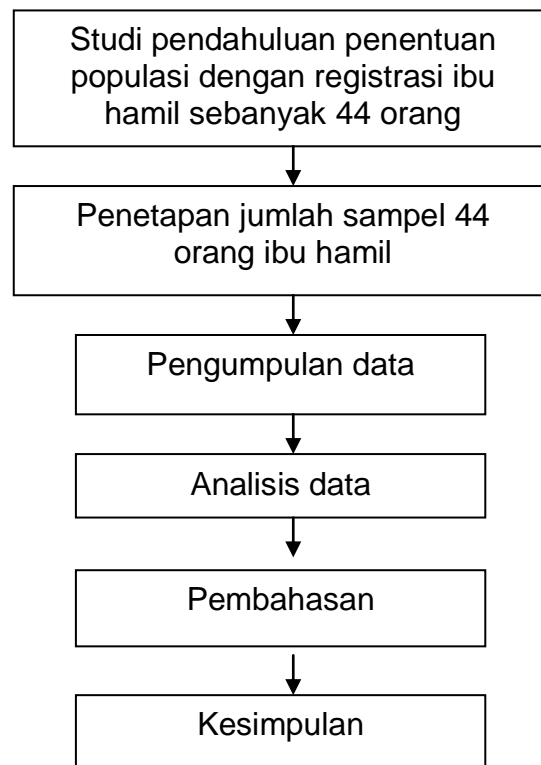 Studi pendahuluan penentuan
populasi dengan registrasi ibu
hamil sebanyak 44 orang
Penetapan jumlah sampel 44
orang ibu hamil
Pengumpulan data
Analisis data
Pembahasan
Kesimpulan